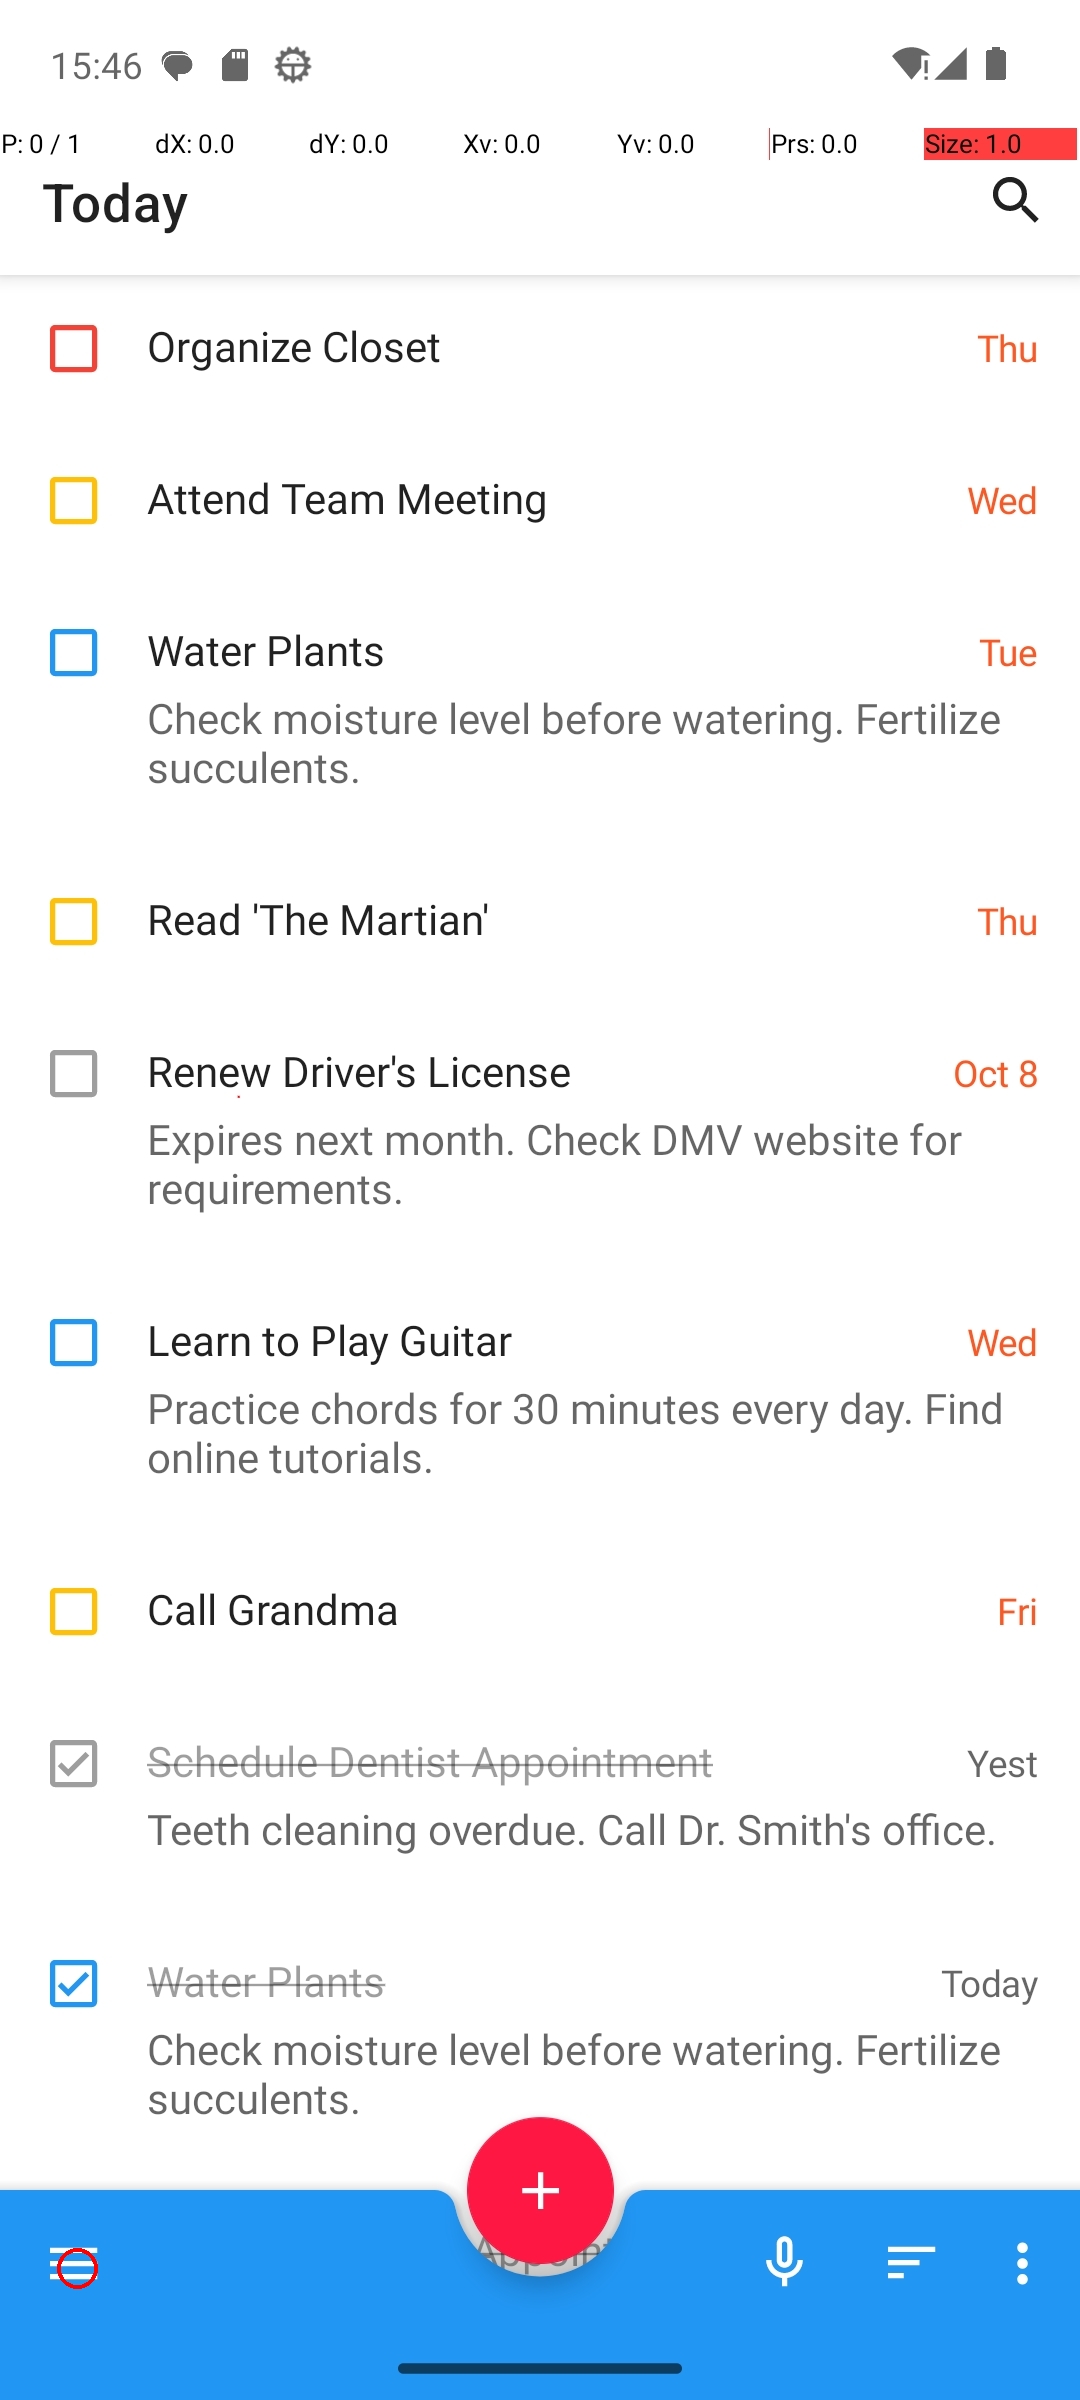 15:46
P: 0 / 1 dX: 0.0 dY: 0.0 Xv: 0.0 Yv: 0.0 Prs: 0.0 Size: 1.0
Today
Organize Closet Thu
Attend Team Meeting Wed
Water Plants Tue
Check moisture level before watering. Fertilize
succulents.
Read 'The Martian' Thu
Renew Driver's License Oct 8
Expires next month. Check DMV website for
requirements.
Learn to Play Guitar Wed
Practice chords for 30 minutes every day. Find
online tutorials.
Call Grandma Fri
Schedule Dentist Appointment Yest
Teeth cleaning overdue. Call Dr. Smith's office.
Water Plants Today
Check moisture level before watering. Fertilize
succulents.